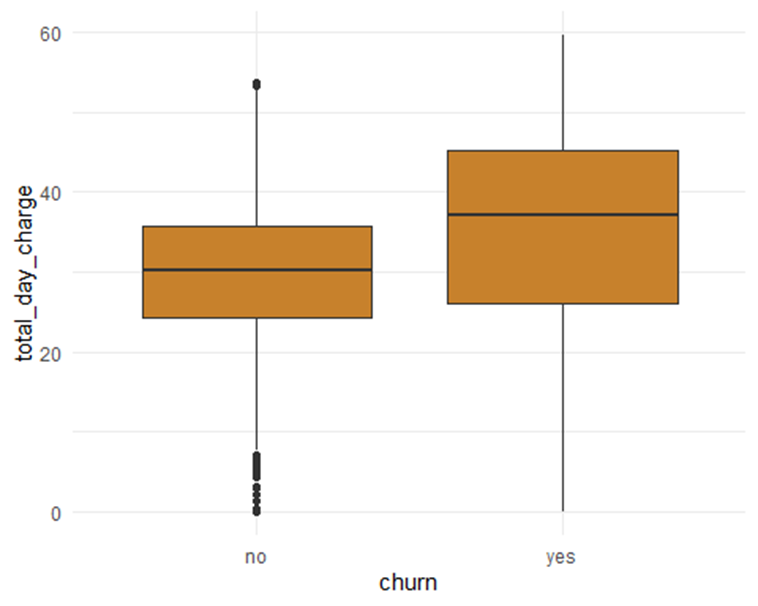 60
40
20
0
total_day_charge
no yes
churn